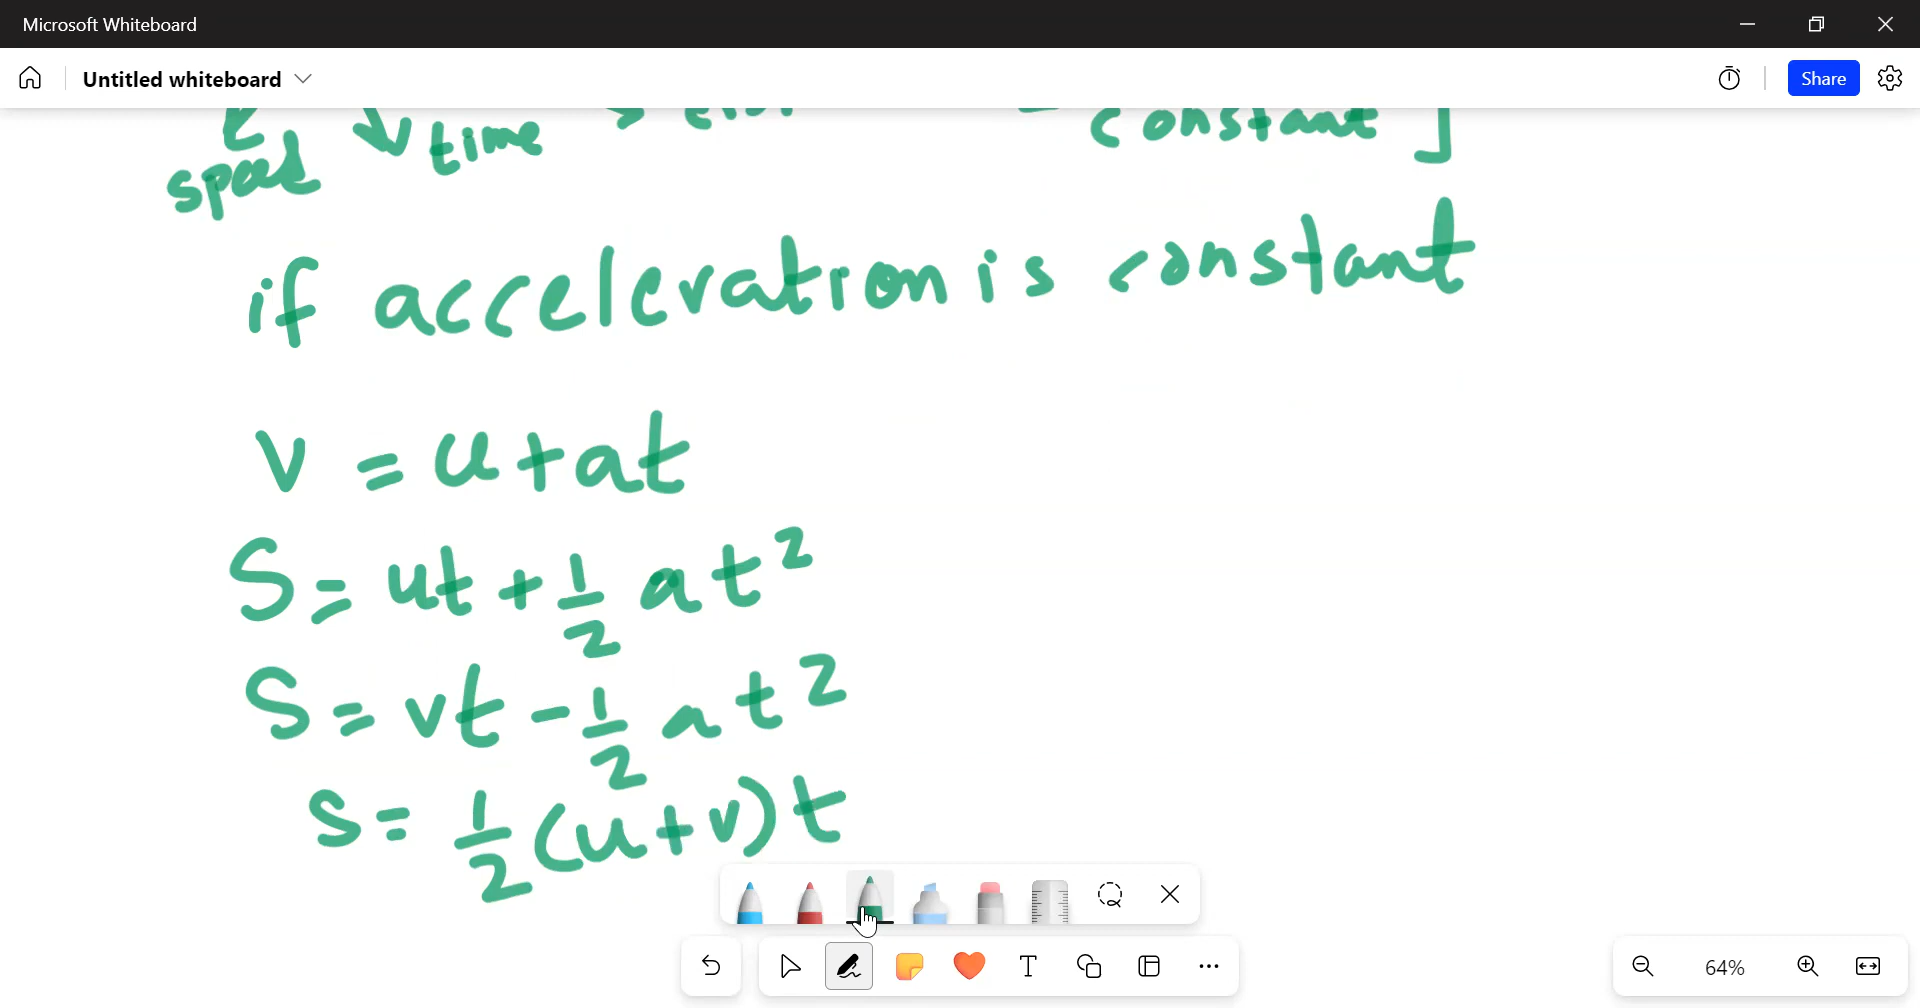 Microsoft Whiteboard
Untitled whiteboard
Share
constant ]
time
speed
if acceleration is constant
v = u + at
S = ut + 1/2 at²
S = vt - 1/2 at²
s = 1/2 (u+v)t
T
64%